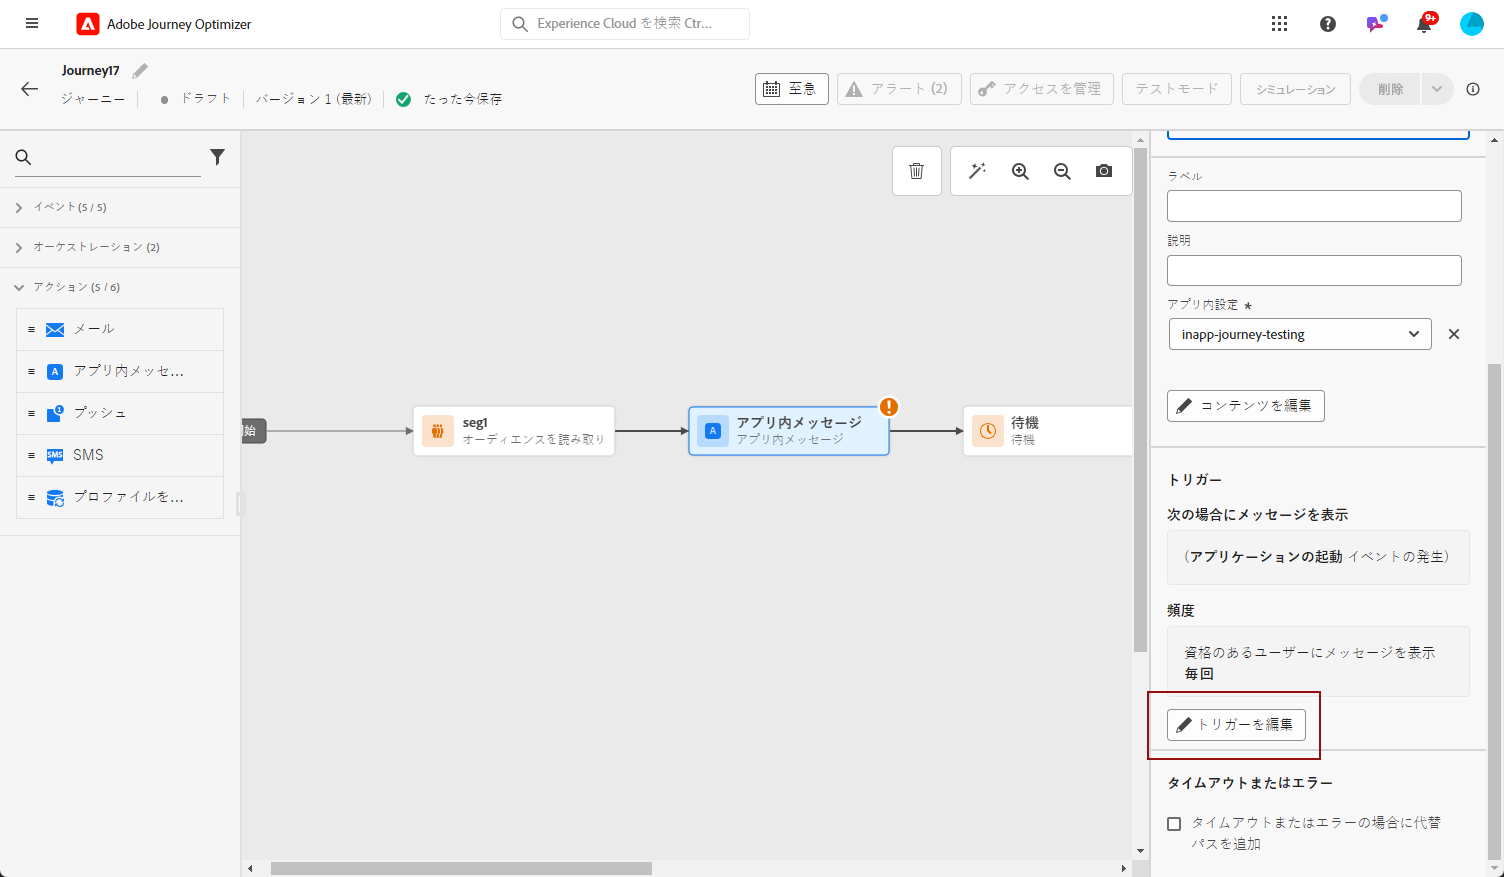 Adobe Journey Optimizer
Experience Cloud を検索 Ctr...
9+
Journey17
ジャーニー
ドラフト
バージョン 1 (最新)
たった今保存
至急
アラート (2)
アクセスを管理
テストモード
シミュレーション
削除
イベント (5 / 5)
オーケストレーション (2)
アクション (5 / 6)
メール
アプリ内メッセ...
プッシュ
SMS
プロファイルを...
始
seg1
オーディエンスを読み取り
アプリ内メッセージ
アプリ内メッセージ
待機
待機
ラベル
説明
アプリ内設定 *
inapp-journey-testing
コンテンツを編集
トリガー
次の場合にメッセージを表示
（アプリケーションの起動 イベントの発生）
頻度
資格のあるユーザーにメッセージを表示
毎回
トリガーを編集
タイムアウトまたはエラー
タイムアウトまたはエラーの場合に代替
パスを追加